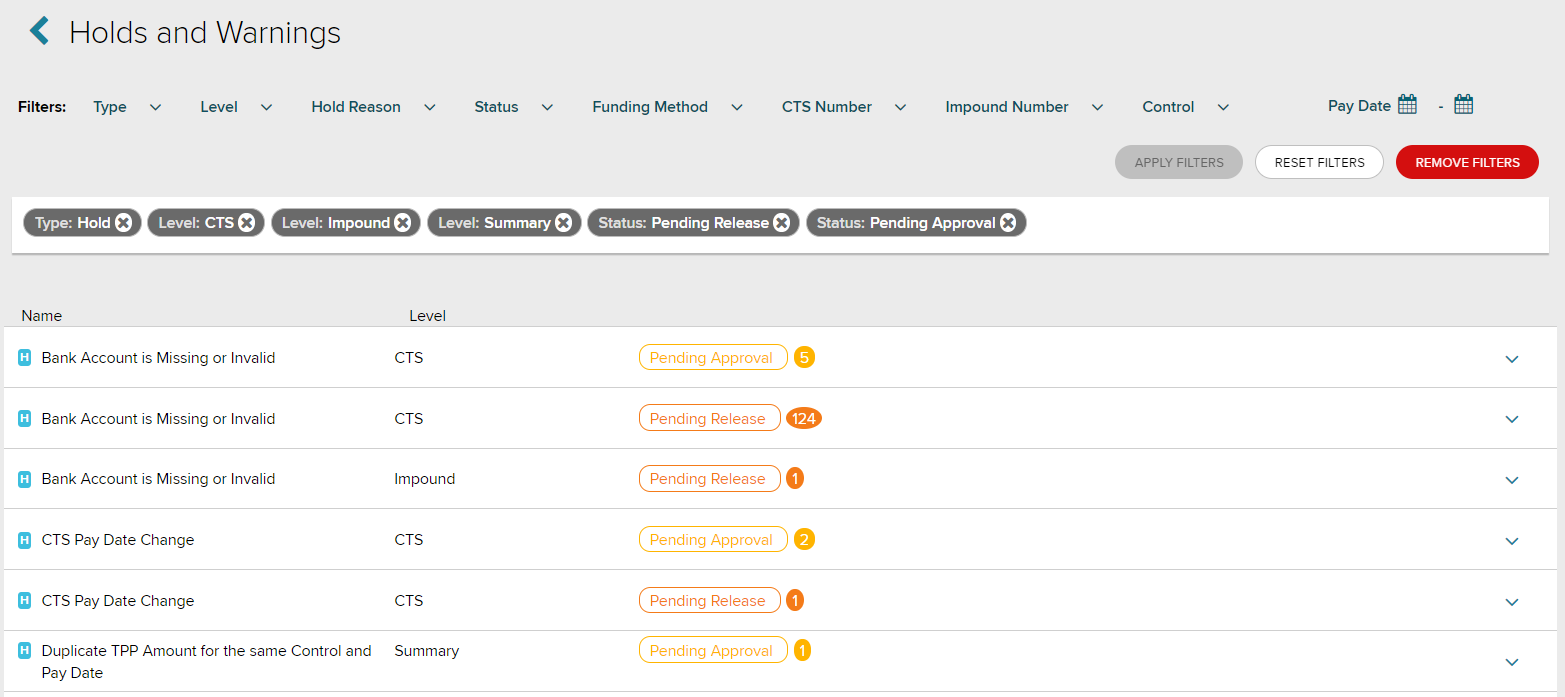 Holds and Warnings
Filters: Type Level Hold Reason Status Funding Method CTS Number Impound Number Control Pay Date -
APPLY FILTERS RESET FILTERS REMOVE FILTERS
Type: Hold Level: CTS Level: Impound Level: Summary Status: Pending Release Status: Pending Approval
Name Level
H Bank Account is Missing or Invalid CTS Pending Approval 5
H Bank Account is Missing or Invalid CTS Pending Release 124
H Bank Account is Missing or Invalid Impound Pending Release 1
H CTS Pay Date Change CTS Pending Approval 2
H CTS Pay Date Change CTS Pending Release 1
H Duplicate TPP Amount for the same Control and Summary Pending Approval 1
Pay Date